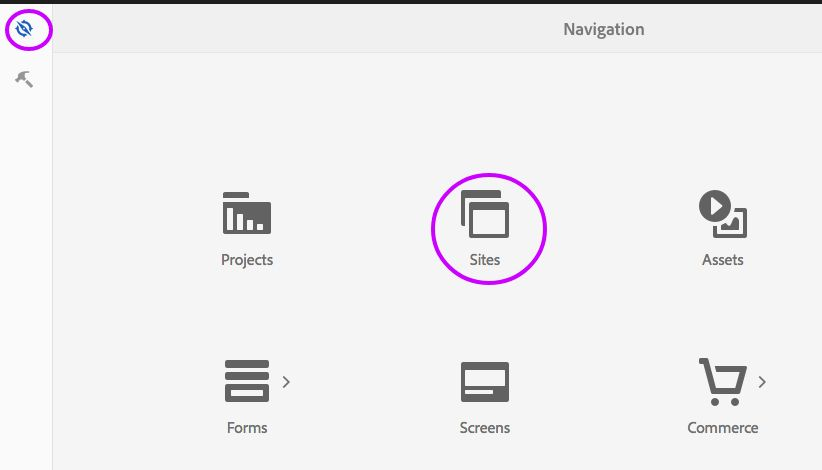 Navigation
Projects
Sites
Assets
Forms
Screens
Commerce